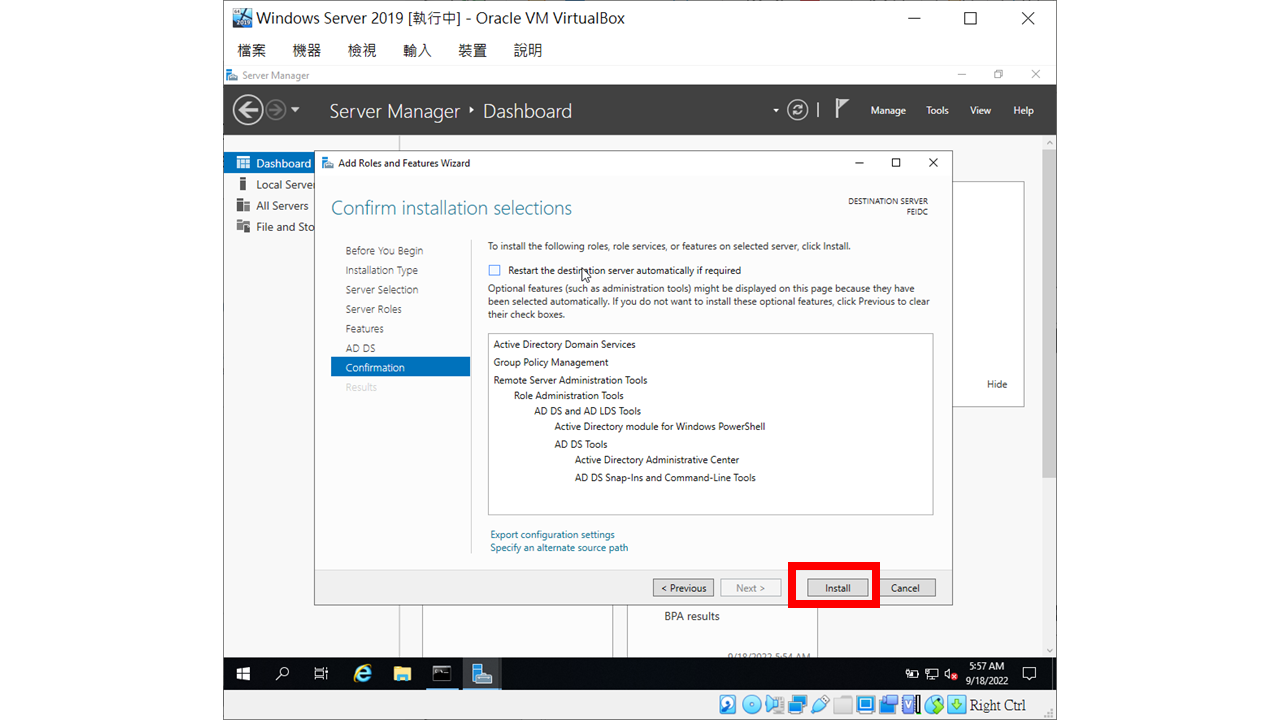 Windows Server 2019 [執行中] - Oracle VM VirtualBox
檔案 機器 檢視 輸入 裝置 說明
Server Manager
Server Manager Dashboard
Manage Tools View Help
Dashboard
Local Serve
All Servers
File and Sto
Add Roles and Features Wizard
Confirm installation selections
DESTINATION SERVER
FEIDC
Before You Begin
Installation Type
Server Selection
Server Roles
Features
AD DS
Confirmation
Results
To install the following roles, role services, or features on selected server, click Install.
Restart the destination server automatically if required
Optional features (such as administration tools) might be displayed on this page because they have
been selected automatically. If you do not want to install these optional features, click Previous to clear
their check boxes.
Active Directory Domain Services
Group Policy Management
Remote Server Administration Tools
Role Administration Tools
AD DS and AD LDS Tools
Active Directory module for Windows PowerShell
AD DS Tools
Active Directory Administrative Center
AD DS Snap-Ins and Command-Line Tools
Export configuration settings
Specify an alternate source path
< Previous Next > Install Cancel
Hide
BPA results
9/18/2022 5:54 AM
5:57 AM
9/18/2022
Right Ctrl